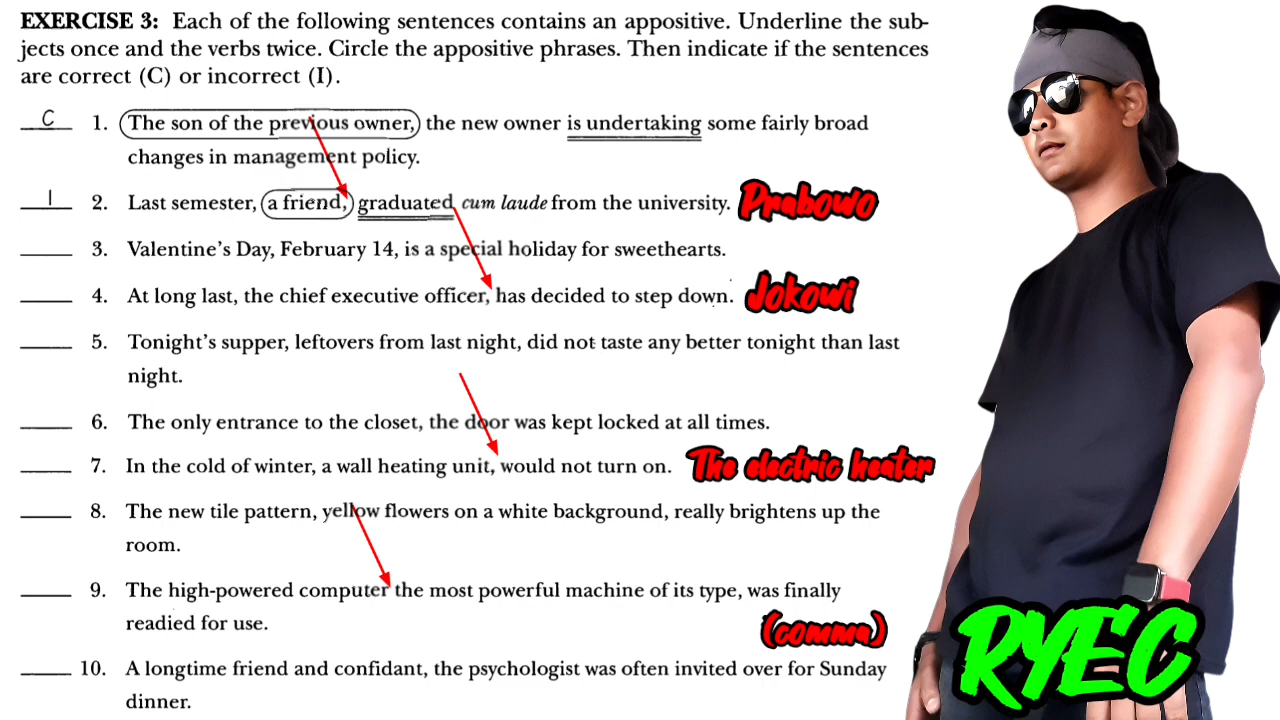 EXERCISE 3: Each of the following sentences contains an appositive. Underline the sub-
jects once and the verbs twice. Circle the appositive phrases. Then indicate if the sentences
are correct (C) or incorrect (I).
C 1. The son of the previous owner, the new owner is undertaking some fairly broad
changes in management policy.
I 2. Last semester, a friend, graduated cum laude from the university. Prabowo
3. Valentine's Day, February 14, is a special holiday for sweethearts.
4. At long last, the chief executive officer, has decided to step down. Jokowi
5. Tonight's supper, leftovers from last night, did not taste any better tonight than last
night.
6. The only entrance to the closet, the door was kept locked at all times.
7. In the cold of winter, a wall heating unit, would not turn on. The electric heater
8. The new tile pattern, yellow flowers on a white background, really brightens up the
room.
9. The high-powered computer the most powerful machine of its type, was finally
readied for use. (comma)
10. A longtime friend and confidant, the psychologist was often invited over for Sunday
dinner.
RYEC